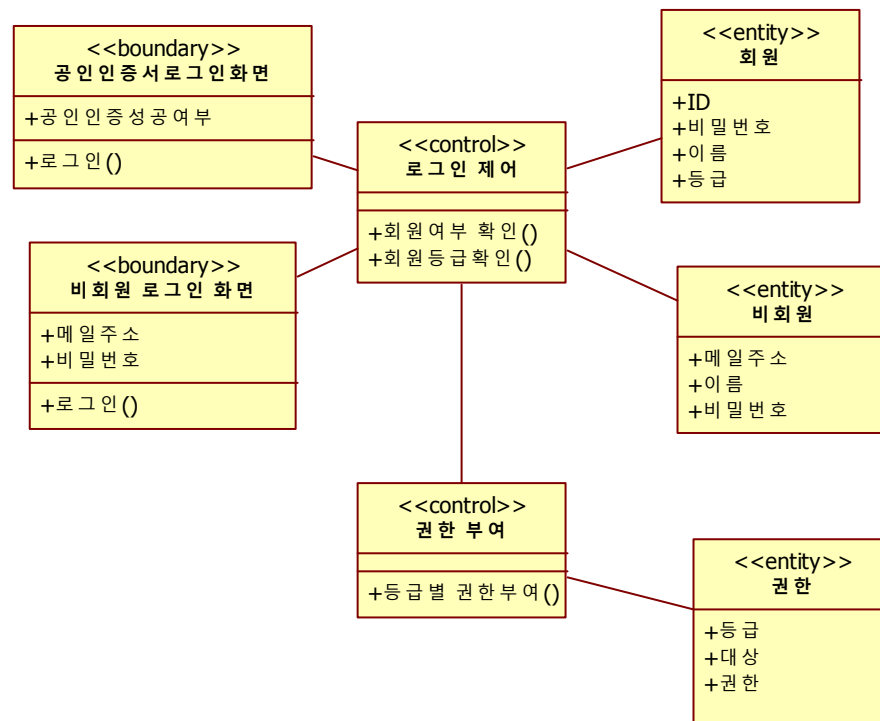 <<boundary>>
공인인증서로그인화면
+공인인증성공여부
+로그인()
<<entity>>
회원
+ID
+비밀번호
+이름
+등급
<<control>>
로그인 제어
+회원여부 확인()
+회원등급확인()
<<boundary>>
비회원 로그인 화면
+메일주소
+비밀번호
+로그인()
<<entity>>
비회원
+메일주소
+이름
+비밀번호
<<control>>
권한 부여
+등급별 권한부여()
<<entity>>
권한
+등급
+대상
+권한